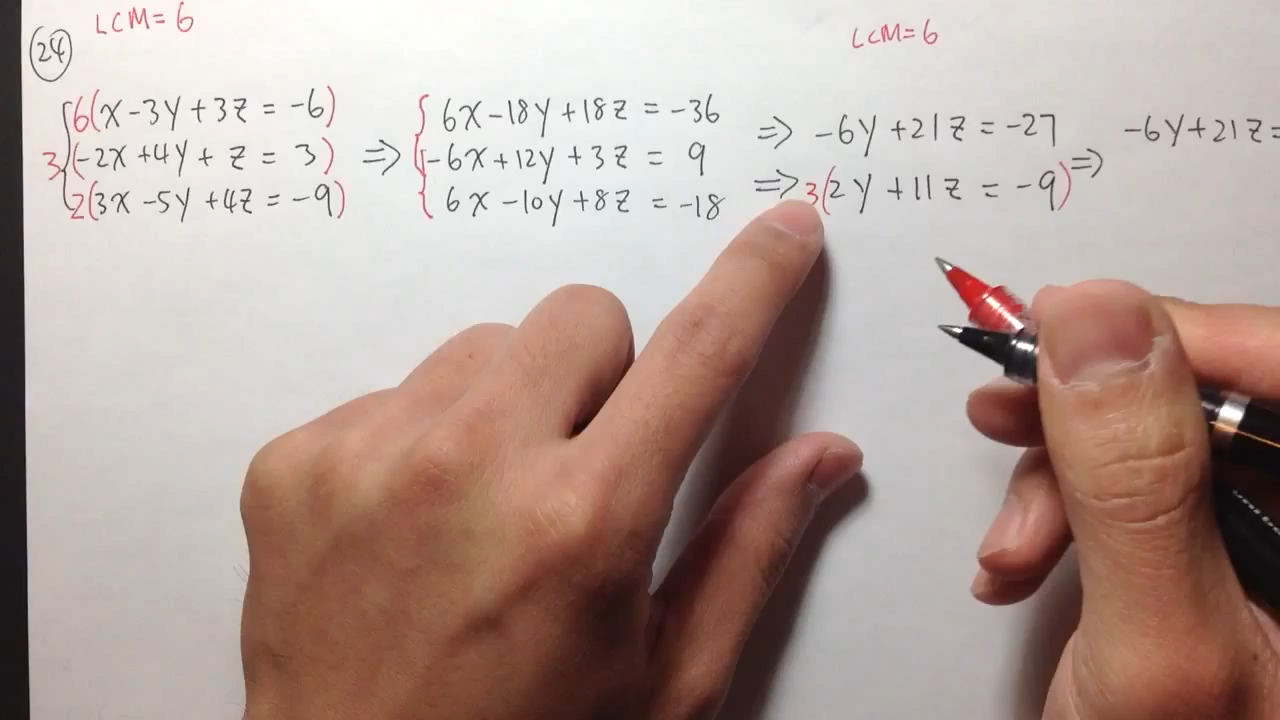 LCM = 6
LCM = 6
24
6(x - 3y + 3z = -6) ⇒ 6x - 18y + 18z = -36 ⇒ -6y + 21z = -27 ⇒ -6y + 21z =
3(-2x + 4y + z = 3) -6x + 12y + 3z = 9
2(3x - 5y + 4z = -9) 6x - 10y + 8z = -18 ⇒ 3(2y + 11z = -9)